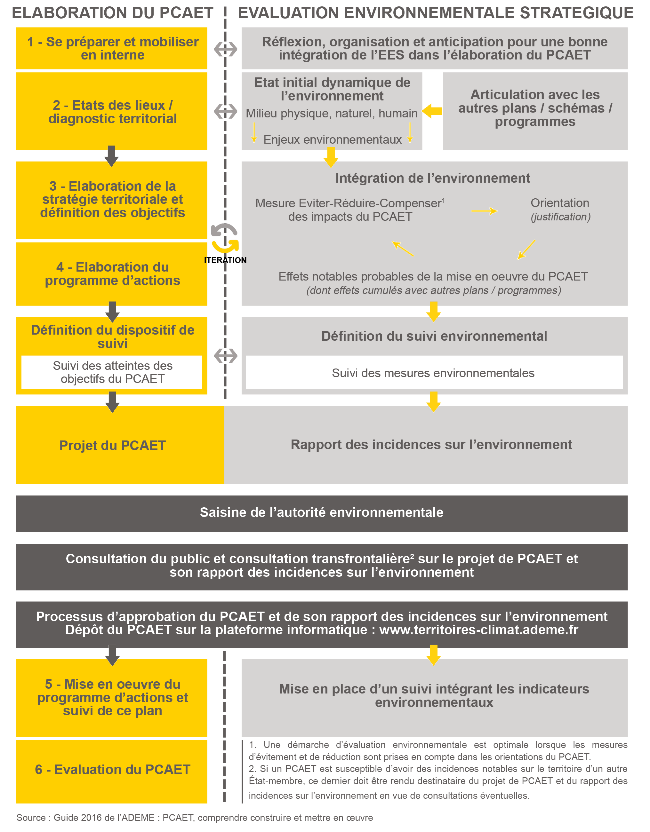 ELABORATION DU PCAET
EVALUATION ENVIRONNEMENTALE STRATEGIQUE
1 - Se préparer et mobiliser
en interne
Réflexion, organisation et anticipation pour une bonne
intégration de l'EES dans l'élaboration du PCAET
2 - Etats des lieux /
diagnostic territorial
Etat initial dynamique de
l'environnement
Milieu physique, naturel, humain
Enjeux environnementaux
Articulation avec les
autres plans / schémas /
programmes
3 - Elaboration de la
stratégie territoriale et
définition des objectifs
Intégration de l'environnement
Mesure Eviter-Réduire-Compenser¹
des impacts du PCAET
Orientation
(justification)
ITERATION
4 - Elaboration du
programme d'actions
Effets notables probables de la mise en oeuvre du PCAET
(dont effets cumulés avec autres plans / programmes)
Définition du dispositif de
suivi
Suivi des atteintes des
objectifs du PCAET
Définition du suivi environnemental
Suivi des mesures environnementales
Projet du PCAET
Rapport des incidences sur l'environnement
Saisine de l'autorité environnementale
Consultation du public et consultation transfrontalière² sur le projet de PCAET et
son rapport des incidences sur l'environnement
Processus d'approbation du PCAET et de son rapport des incidences sur l'environnement
Dépôt du PCAET sur la plateforme informatique : www.territoires-climat.ademe.fr
5 - Mise en oeuvre du
programme d'actions et
suivi de ce plan
Mise en place d'un suivi intégrant les indicateurs
environnementaux
6 - Evaluation du PCAET
1. Une démarche d'évaluation environnementale est optimale lorsque les mesures
d'évitement et de réduction sont prises en compte dans les orientations du PCAET.
2. Si un PCAET est susceptible d'avoir des incidences notables sur le territoire d'un autre
État-membre, ce dernier doit être rendu destinataire du projet de PCAET et du rapport des
incidences sur l'environnement en vue de consultations éventuelles.
Source : Guide 2016 de l'ADEME : PCAET, comprendre construire et mettre en œuvre